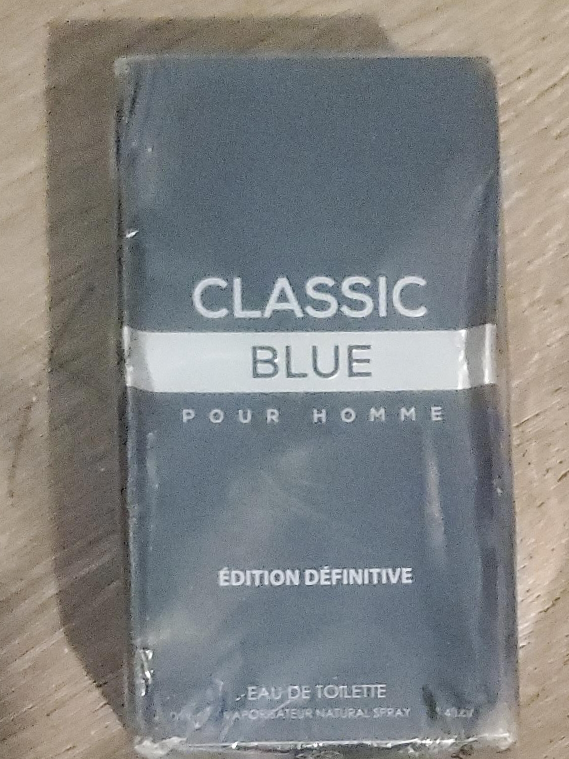 CLASSIC
BLUE
POUR HOMME
ÉDITION DÉFINITIVE
EAU DE TOILETTE
VAPORISATEUR NATURAL SPRAY